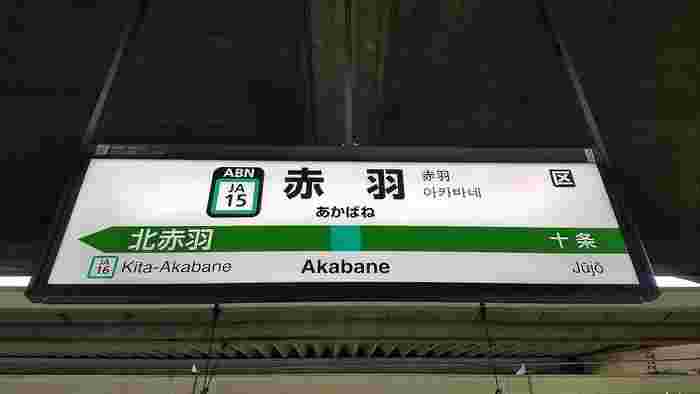 ABN
JA
15
赤羽
あかばね
赤羽
아카바네
区
北赤羽
十条
JA
16
Kita-Akabane
Akabane
Jūjō